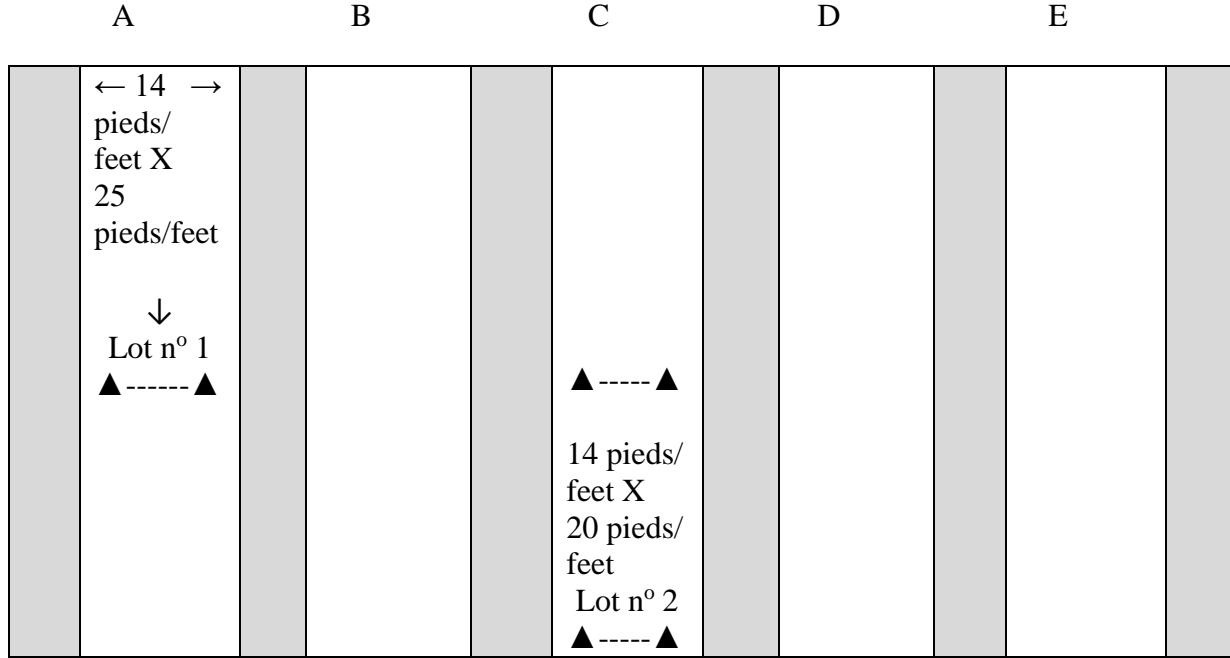 A B C D E
← 14 →
pieds/
feet X
25
pieds/feet
↓
Lot nº 1
▲------▲
▲-----▲
14 pieds/
feet X
20 pieds/
feet
Lot nº 2
▲-----▲